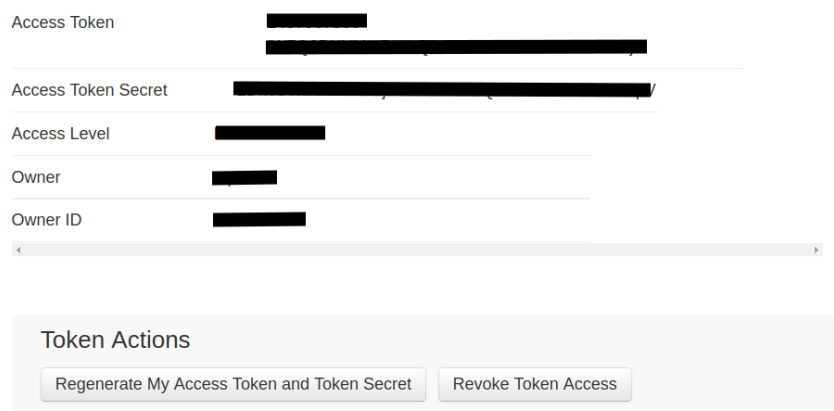 Access Token
Access Token Secret
Access Level
Owner
Owner ID
Token Actions
Regenerate My Access Token and Token Secret
Revoke Token Access